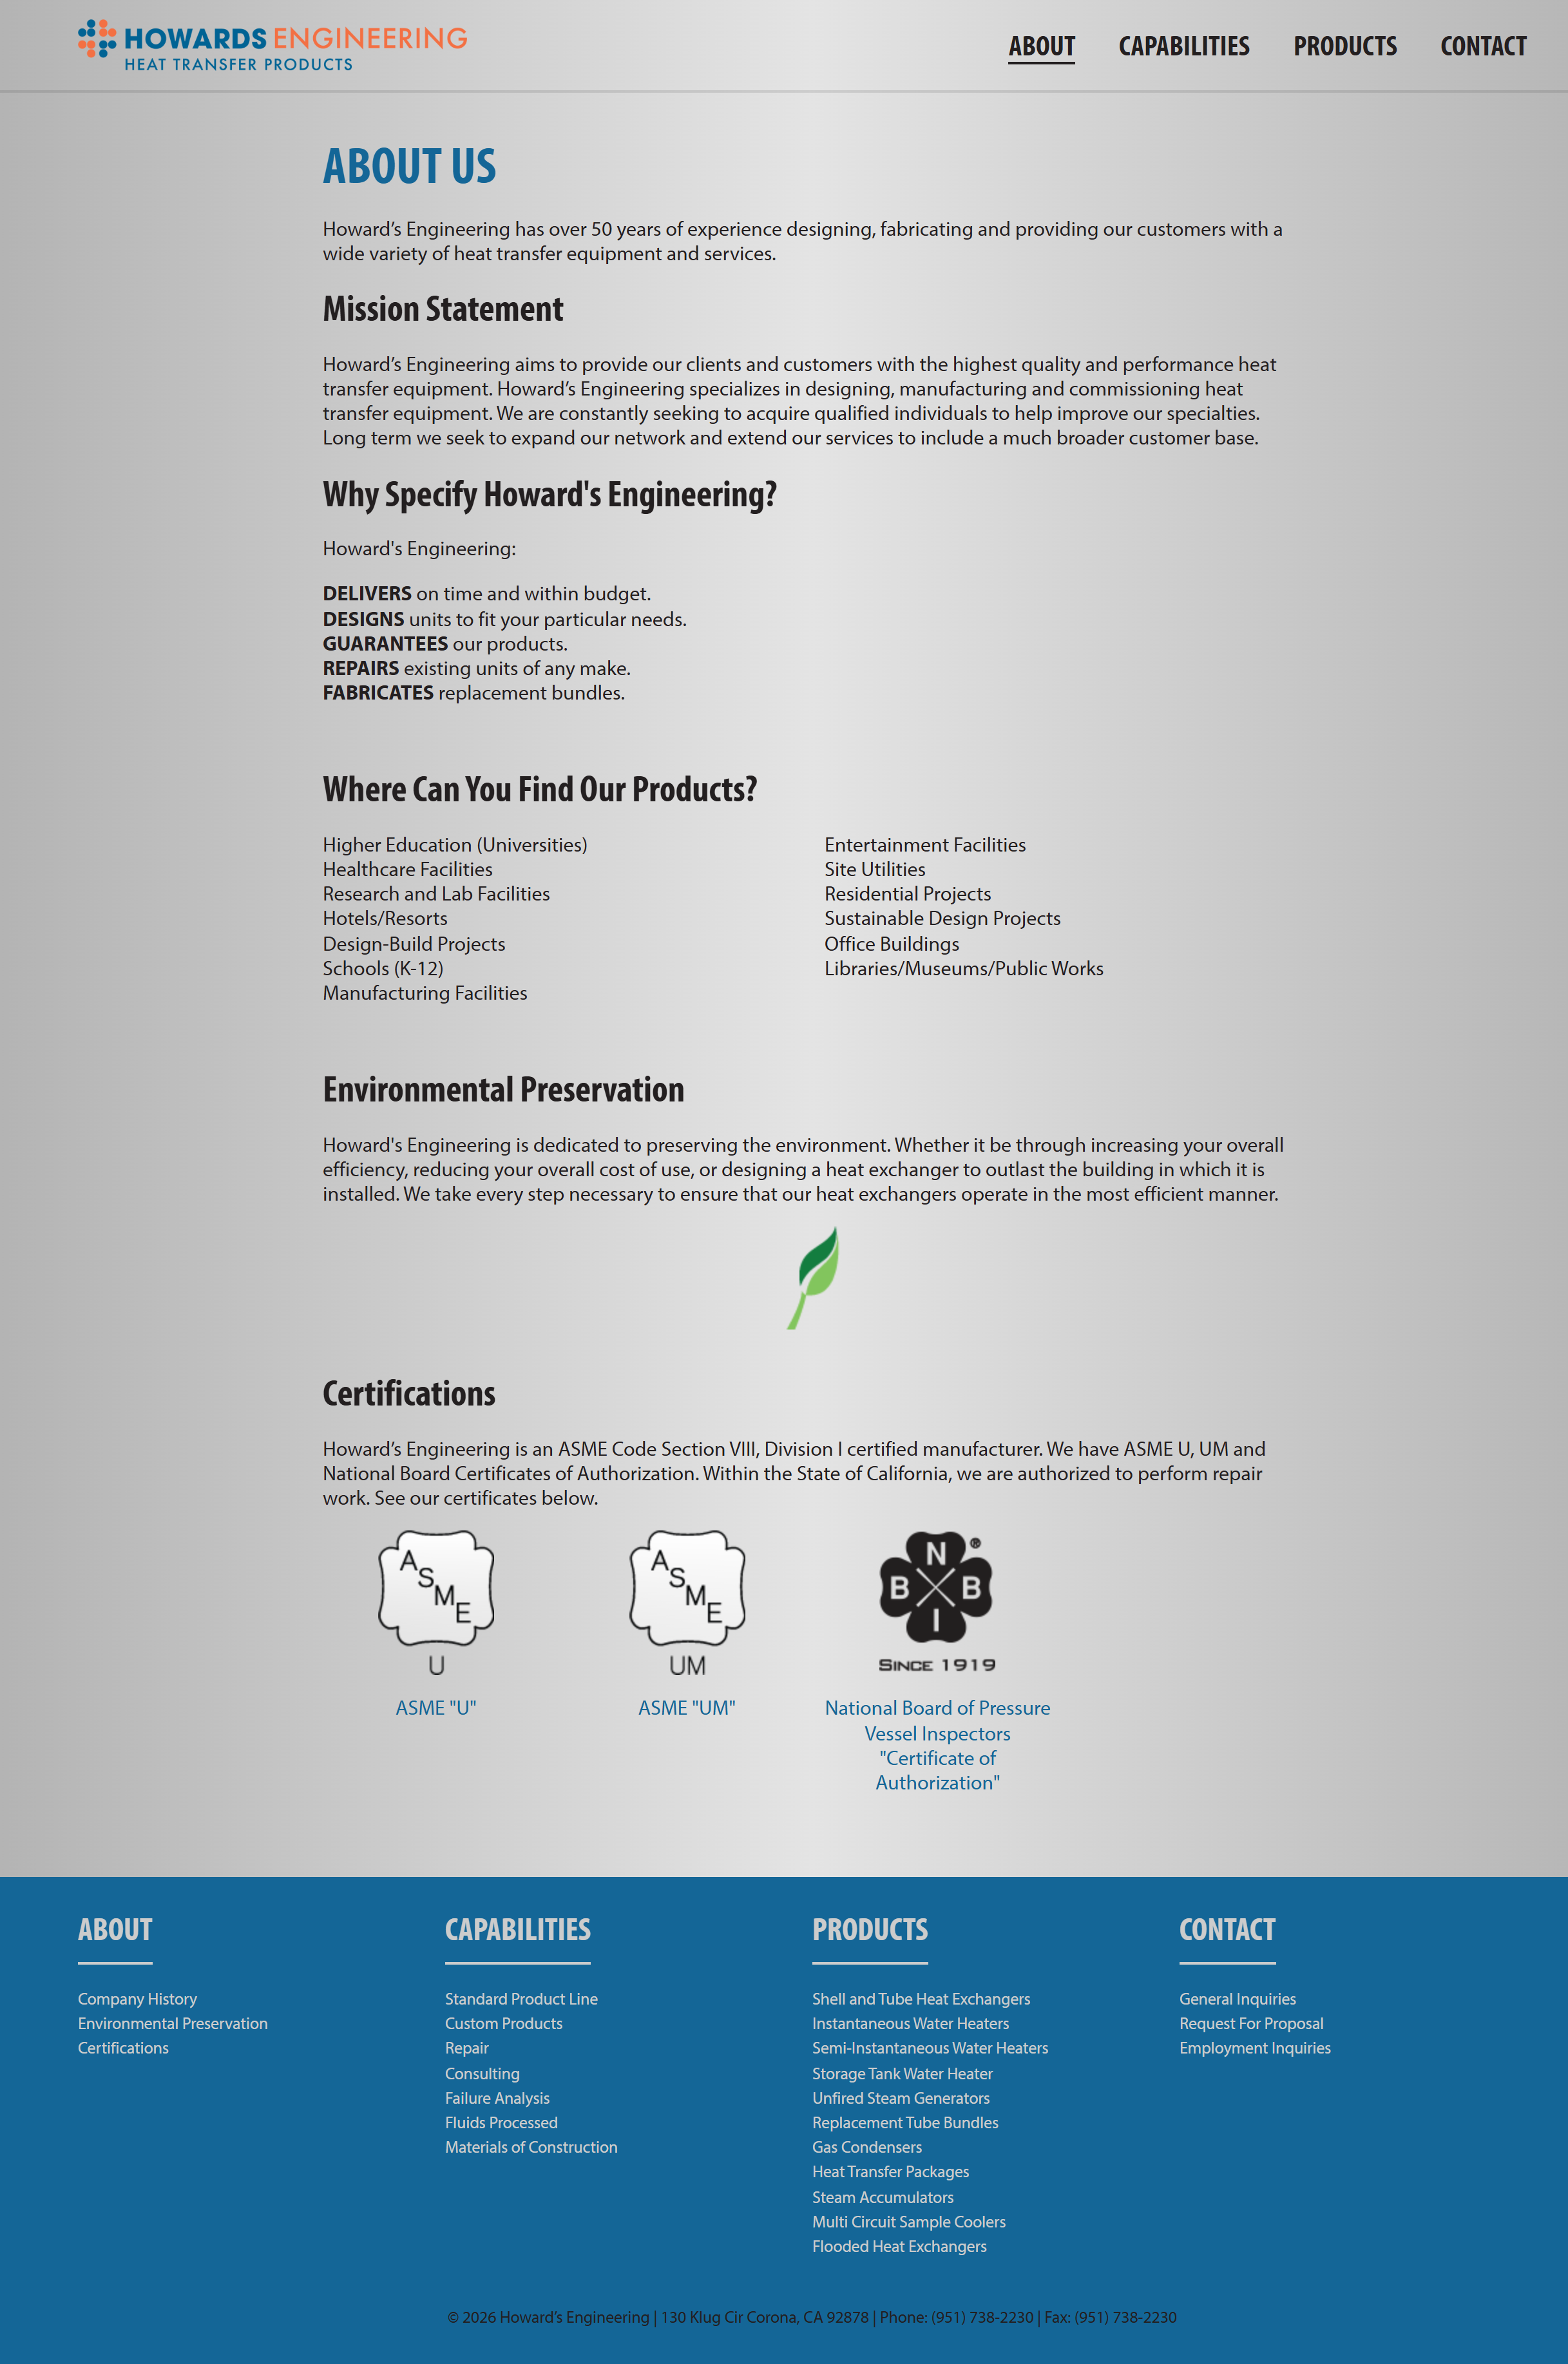 HOWARDS ENGINEERING
HEAT TRANSFER PRODUCTS
ABOUT CAPABILITIES PRODUCTS CONTACT
ABOUT US
Howard’s Engineering has over 50 years of experience designing, fabricating and providing our customers with a
wide variety of heat transfer equipment and services.
Mission Statement
Howard’s Engineering aims to provide our clients and customers with the highest quality and performance heat
transfer equipment. Howard’s Engineering specializes in designing, manufacturing and commissioning heat
transfer equipment. We are constantly seeking to acquire qualified individuals to help improve our specialties.
Long term we seek to expand our network and extend our services to include a much broader customer base.
Why Specify Howard's Engineering?
Howard's Engineering:
DELIVERS on time and within budget.
DESIGNS units to fit your particular needs.
GUARANTEES our products.
REPAIRS existing units of any make.
FABRICATES replacement bundles.
Where Can You Find Our Products?
Higher Education (Universities)
Healthcare Facilities
Research and Lab Facilities
Hotels/Resorts
Design-Build Projects
Schools (K-12)
Manufacturing Facilities
Entertainment Facilities
Site Utilities
Residential Projects
Sustainable Design Projects
Office Buildings
Libraries/Museums/Public Works
Environmental Preservation
Howard's Engineering is dedicated to preserving the environment. Whether it be through increasing your overall
efficiency, reducing your overall cost of use, or designing a heat exchanger to outlast the building in which it is
installed. We take every step necessary to ensure that our heat exchangers operate in the most efficient manner.
Certifications
Howard’s Engineering is an ASME Code Section VIII, Division I certified manufacturer. We have ASME U, UM and
National Board Certificates of Authorization. Within the State of California, we are authorized to perform repair
work. See our certificates below.
ASME
U
ASME "U"
ASME
UM
ASME "UM"
N ®
B B
I
SINCE 1919
National Board of Pressure
Vessel Inspectors
"Certificate of
Authorization"
ABOUT
Company History
Environmental Preservation
Certifications
CAPABILITIES
Standard Product Line
Custom Products
Repair
Consulting
Failure Analysis
Fluids Processed
Materials of Construction
PRODUCTS
Shell and Tube Heat Exchangers
Instantaneous Water Heaters
Semi-Instantaneous Water Heaters
Storage Tank Water Heater
Unfired Steam Generators
Replacement Tube Bundles
Gas Condensers
Heat Transfer Packages
Steam Accumulators
Multi Circuit Sample Coolers
Flooded Heat Exchangers
CONTACT
General Inquiries
Request For Proposal
Employment Inquiries
© 2026 Howard’s Engineering | 130 Klug Cir Corona, CA 92878 | Phone: (951) 738-2230 | Fax: (951) 738-2230